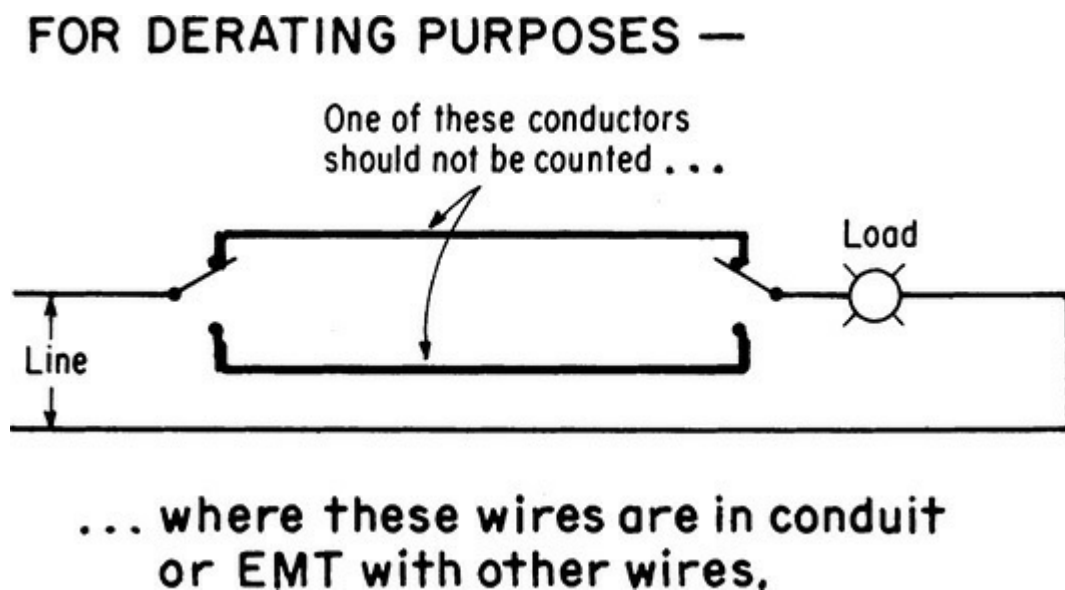 FOR DERATING PURPOSES —
One of these conductors
should not be counted ...
Load
Line
... where these wires are in conduit
or EMT with other wires.